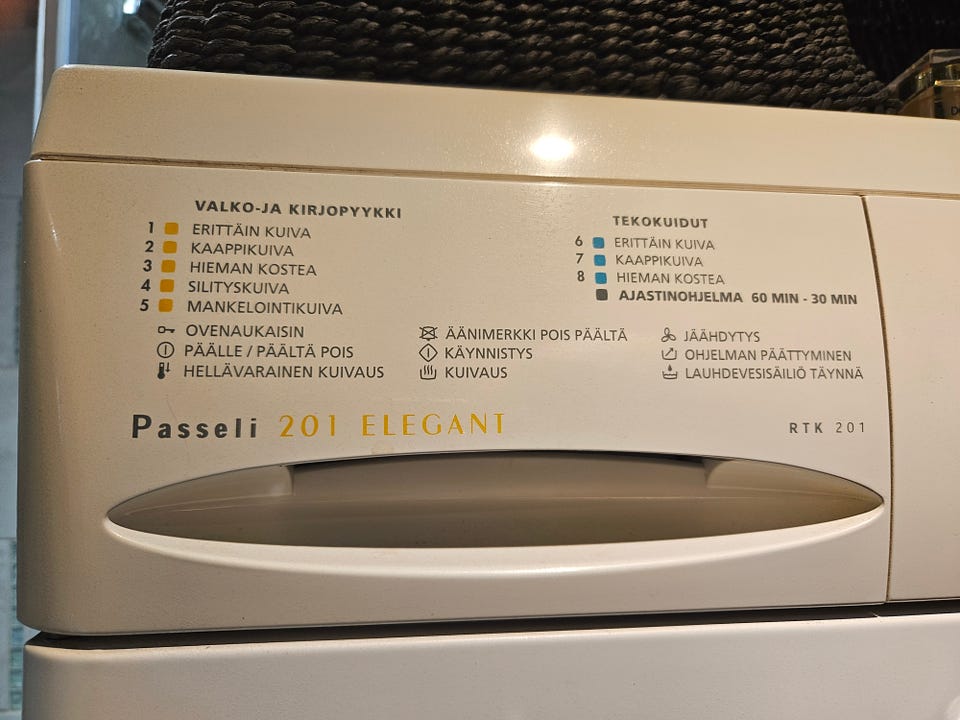 VALKO-JA KIRJOPYYKKI
1 ERITTÄIN KUIVA
2 KAAPPIKUIVA
3 HIEMAN KOSTEA
4 SILITYSKUIVA
5 MANKELOINTIKUIVA
TEKOKUIDUT
6 ERITTÄIN KUIVA
7 KAAPPIKUIVA
8 HIEMAN KOSTEA
AJASTINOHJELMA 60 MIN - 30 MIN
OVENAUKAISIN
PÄÄLLE / PÄÄLTÄ POIS
HELLÄVARAINEN KUIVAUS
ÄÄNIMERKKI POIS PÄÄLTÄ
KÄYNNISTYS
KUIVAUS
JÄÄHDYTYS
OHJELMAN PÄÄTTYMINEN
LAUHDEVESISÄILIÖ TÄYNNÄ
Passeli 201 ELEGANT
RTK 201